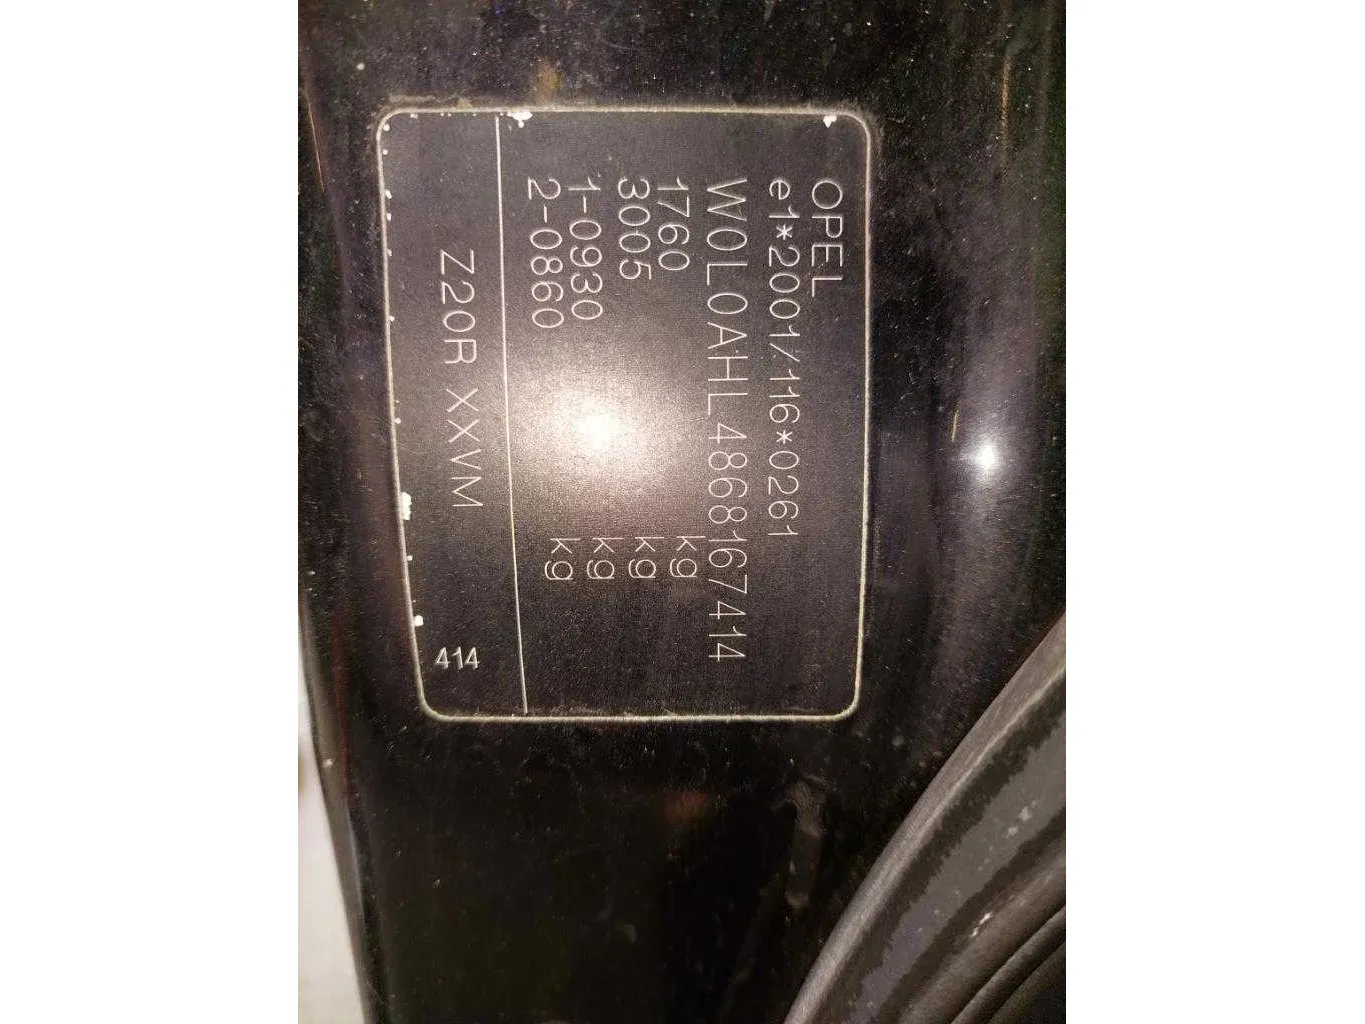 OPEL
e1*2001/116*0261
W0L0AHL4868167414
1760 kg
3005 kg
1-0930 kg
2-0860 kg
Z20R XXVM 414